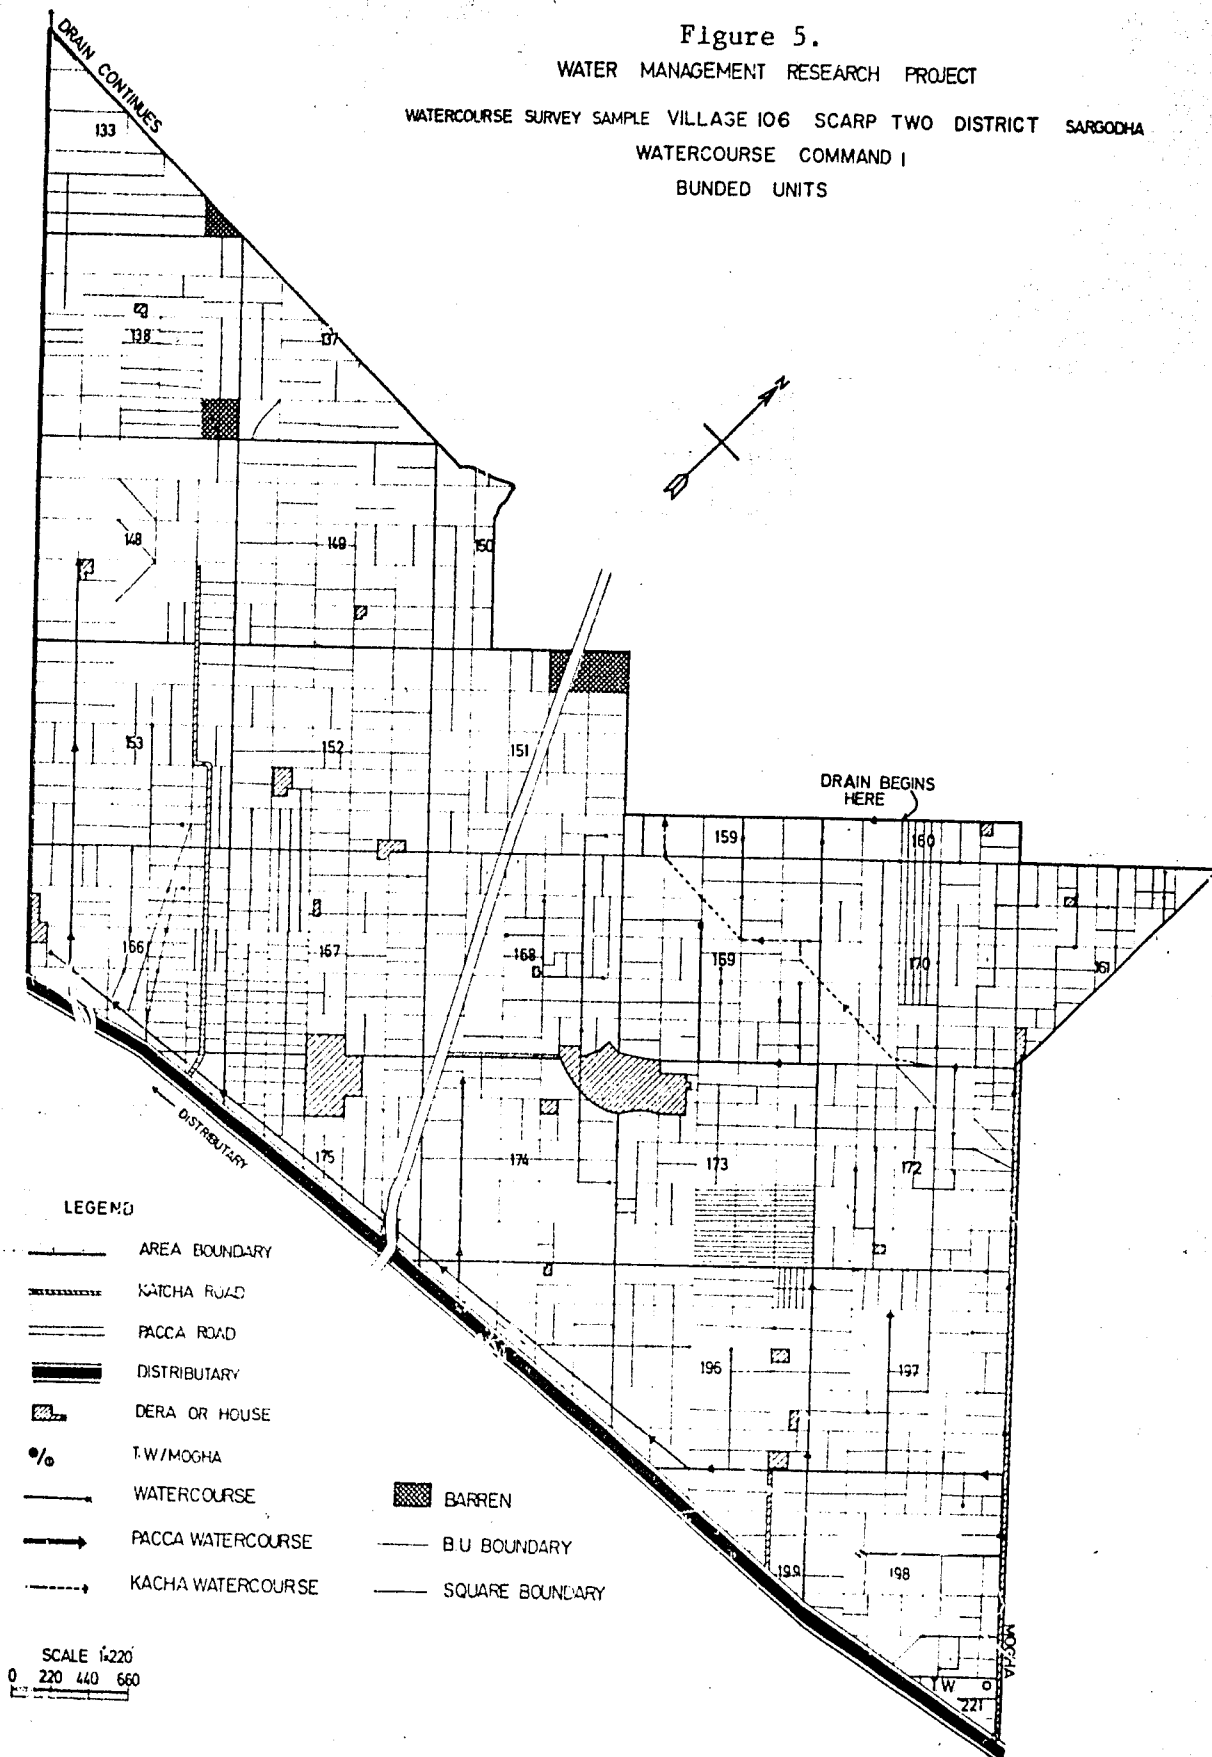 Figure 5.
WATER MANAGEMENT RESEARCH PROJECT
WATERCOURSE SURVEY SAMPLE VILLAGE 106 SCARP TWO DISTRICT SARGODHA
WATERCOURSE COMMAND 1
BUNDED UNITS
DRAIN CONTINUES
133
138
137
N
148
149
150
153
152
151
DRAIN BEGINS
HERE
159
160
166
167
168
169
170
161
DISTRIBUTARY
175
174
173
172
196
197
199
198
MOGHA
T W
221
LEGEND
AREA BOUNDARY
KATCHA ROAD
PACCA ROAD
DISTRIBUTARY
DERA OR HOUSE
T.W/MOGHA
WATERCOURSE
PACCA WATERCOURSE
KACHA WATERCOURSE
BARREN
B.U BOUNDARY
SQUARE BOUNDARY
SCALE 1"=220'
0 220 440 660